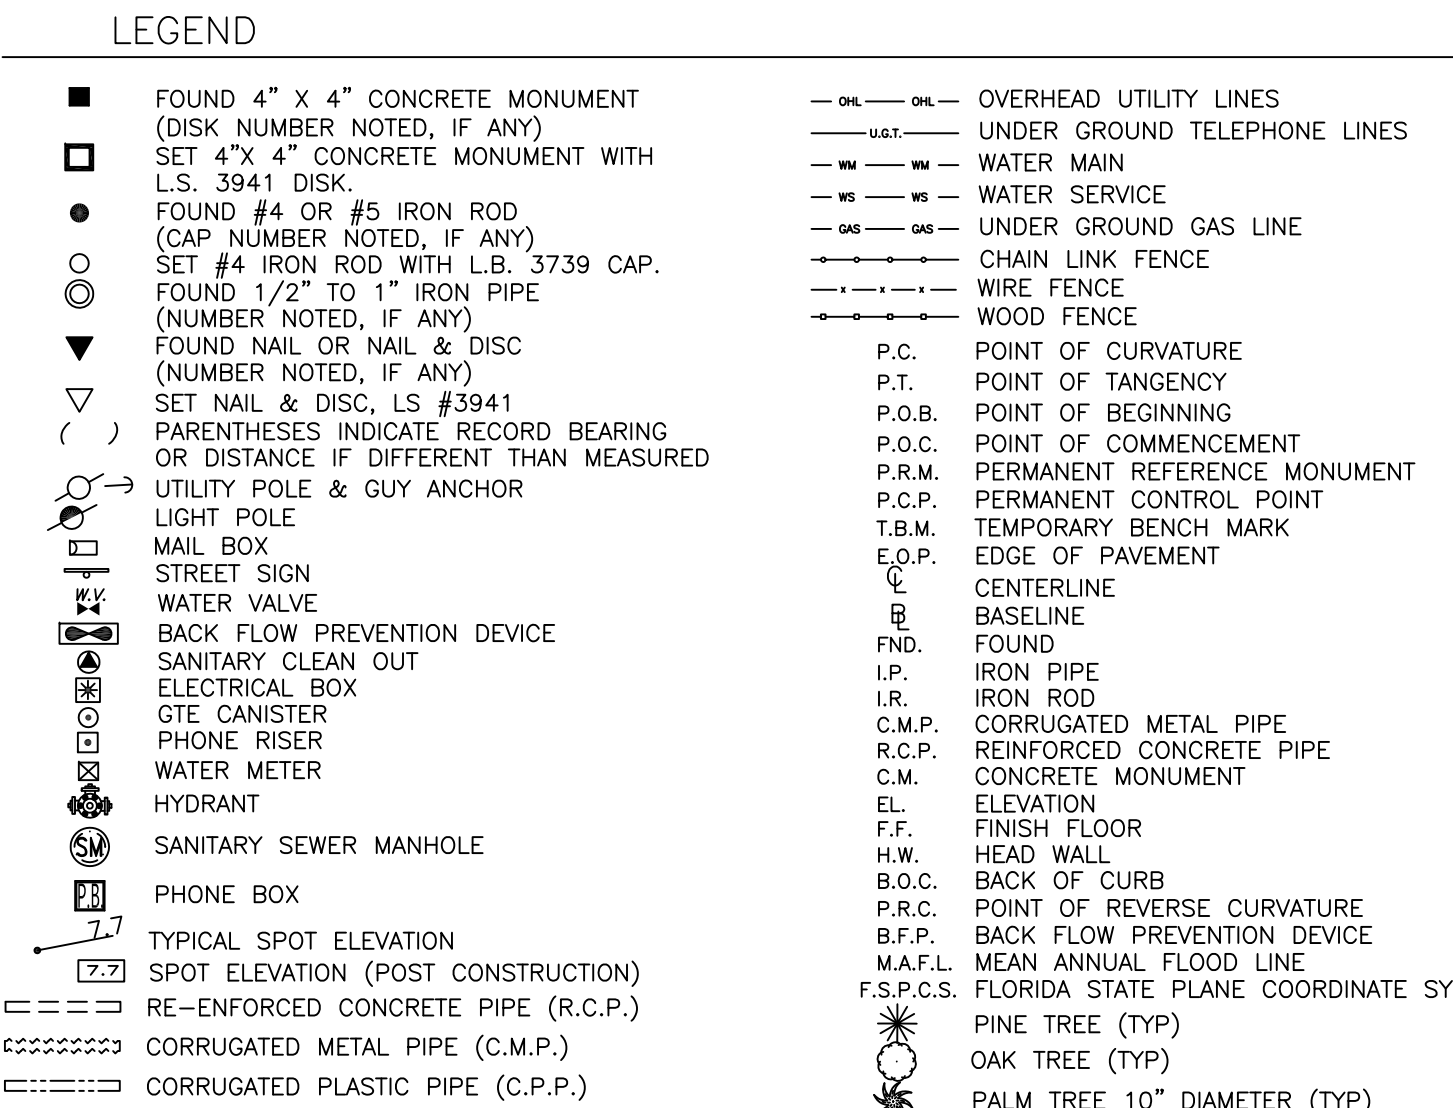 LEGEND
FOUND 4" X 4" CONCRETE MONUMENT
(DISK NUMBER NOTED, IF ANY)
SET 4"X 4" CONCRETE MONUMENT WITH
L.S. 3941 DISK.
FOUND #4 OR #5 IRON ROD
(CAP NUMBER NOTED, IF ANY)
SET #4 IRON ROD WITH L.B. 3739 CAP.
FOUND 1/2" TO 1" IRON PIPE
(NUMBER NOTED, IF ANY)
FOUND NAIL OR NAIL & DISC
(NUMBER NOTED, IF ANY)
SET NAIL & DISC, LS #3941
( ) PARENTHESES INDICATE RECORD BEARING
OR DISTANCE IF DIFFERENT THAN MEASURED
UTILITY POLE & GUY ANCHOR
LIGHT POLE
MAIL BOX
STREET SIGN
W.V. WATER VALVE
BACK FLOW PREVENTION DEVICE
SANITARY CLEAN OUT
ELECTRICAL BOX
GTE CANISTER
PHONE RISER
WATER METER
HYDRANT
SM SANITARY SEWER MANHOLE
P.B. PHONE BOX
7.7 TYPICAL SPOT ELEVATION
7.7 SPOT ELEVATION (POST CONSTRUCTION)
RE-ENFORCED CONCRETE PIPE (R.C.P.)
CORRUGATED METAL PIPE (C.M.P.)
CORRUGATED PLASTIC PIPE (C.P.P.)
OHL OHL OVERHEAD UTILITY LINES
U.G.T. UNDER GROUND TELEPHONE LINES
WM WM WATER MAIN
WS WS WATER SERVICE
GAS GAS UNDER GROUND GAS LINE
CHAIN LINK FENCE
x x x WIRE FENCE
WOOD FENCE
P.C. POINT OF CURVATURE
P.T. POINT OF TANGENCY
P.O.B. POINT OF BEGINNING
P.O.C. POINT OF COMMENCEMENT
P.R.M. PERMANENT REFERENCE MONUMENT
P.C.P. PERMANENT CONTROL POINT
T.B.M. TEMPORARY BENCH MARK
E.O.P. EDGE OF PAVEMENT
CL CENTERLINE
BL BASELINE
FND. FOUND
I.P. IRON PIPE
I.R. IRON ROD
C.M.P. CORRUGATED METAL PIPE
R.C.P. REINFORCED CONCRETE PIPE
C.M. CONCRETE MONUMENT
EL. ELEVATION
F.F. FINISH FLOOR
H.W. HEAD WALL
B.O.C. BACK OF CURB
P.R.C. POINT OF REVERSE CURVATURE
B.F.P. BACK FLOW PREVENTION DEVICE
M.A.F.L. MEAN ANNUAL FLOOD LINE
F.S.P.C.S. FLORIDA STATE PLANE COORDINATE SY
PINE TREE (TYP)
OAK TREE (TYP)
PALM TREE 10" DIAMETER (TYP)